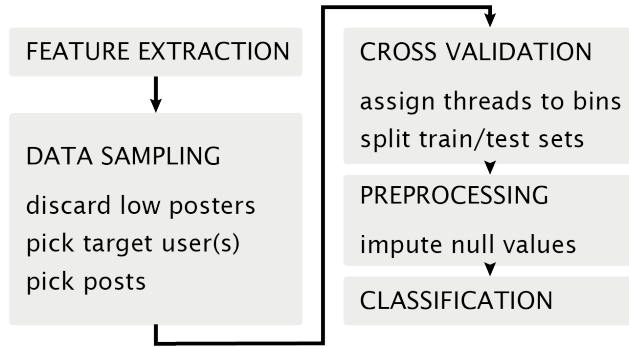 FEATURE EXTRACTION
DATA SAMPLING
discard low posters
pick target user(s)
pick posts
CROSS VALIDATION
assign threads to bins
split train/test sets
PREPROCESSING
impute null values
CLASSIFICATION